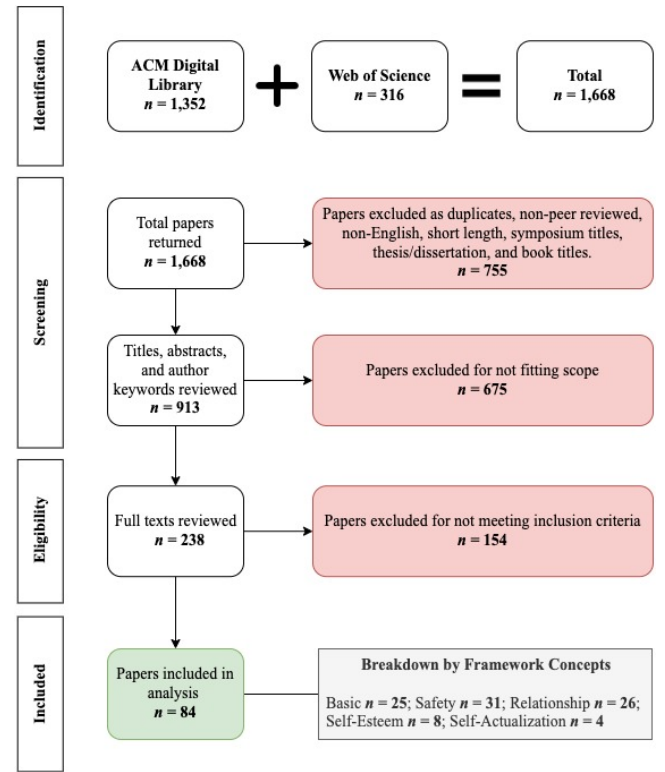 Identification
ACM Digital
Library
n = 1,352
Web of Science
n = 316
Total
n = 1,668
Screening
Total papers
returned
n = 1,668
Papers excluded as duplicates, non-peer reviewed,
non-English, short length, symposium titles,
thesis/dissertation, and book titles.
n = 755
Titles, abstracts,
and author
keywords reviewed
n = 913
Papers excluded for not fitting scope
n = 675
Eligibility
Full texts reviewed
n = 238
Papers excluded for not meeting inclusion criteria
n = 154
Included
Papers included in
analysis
n = 84
Breakdown by Framework Concepts
Basic n = 25; Safety n = 31; Relationship n = 26;
Self-Esteem n = 8; Self-Actualization n = 4